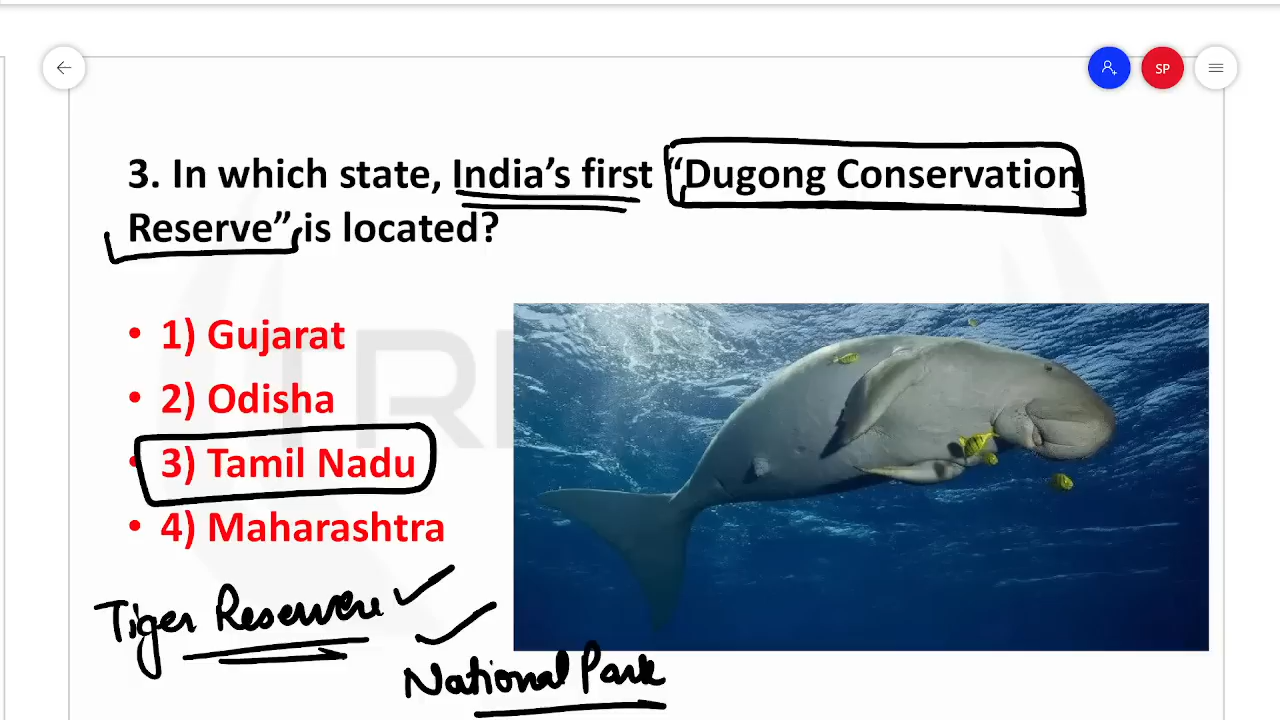 SP
3. In which state, India’s first “Dugong Conservation
Reserve” is located?
• 1) Gujarat
• 2) Odisha
• 3) Tamil Nadu
• 4) Maharashtra
Tiger Reserve
National Park